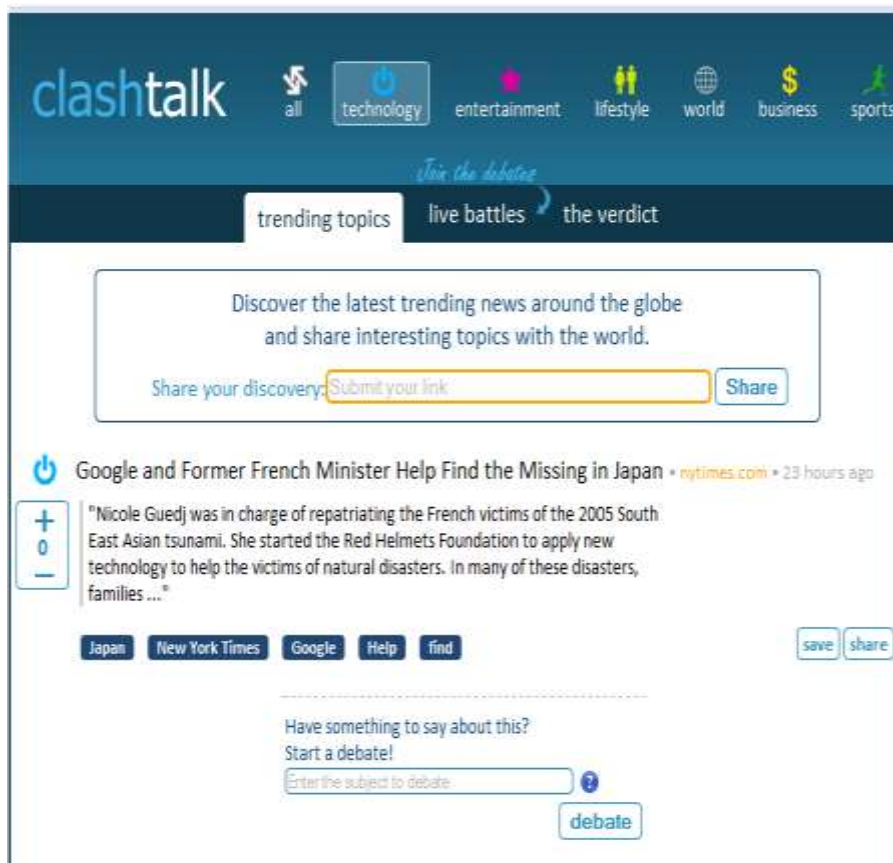 clashtalk
all technology entertainment lifestyle world $ business sports
Join the debates
trending topics live battles the verdict
Discover the latest trending news around the globe
and share interesting topics with the world.
Share your discovery: Submit your link Share
Google and Former French Minister Help Find the Missing in Japan • nytimes.com • 23 hours ago
+
0
–
"Nicole Guedj was in charge of repatriating the French victims of the 2005 South
East Asian tsunami. She started the Red Helmets Foundation to apply new
technology to help the victims of natural disasters. In many of these disasters,
families ..."
Japan New York Times Google Help find save share
Have something to say about this?
Start a debate!
Enter the subject to debate ?
debate